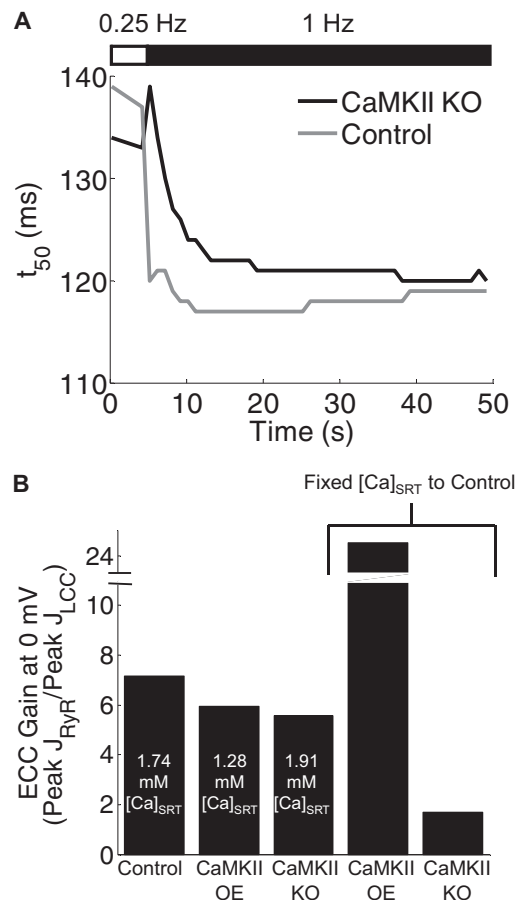 A
0.25 Hz
1 Hz
CaMKII KO
Control
t50 (ms)
140
130
120
110
0
10
20
30
40
50
Time (s)
B
Fixed [Ca]SRT to Control
ECC Gain at 0 mV
(Peak JRyR/Peak JLCC)
24
10
8
6
4
2
0
1.74
mM
[Ca]SRT
1.28
mM
[Ca]SRT
1.91
mM
[Ca]SRT
Control
CaMKII
OE
CaMKII
KO
CaMKII
OE
CaMKII
KO